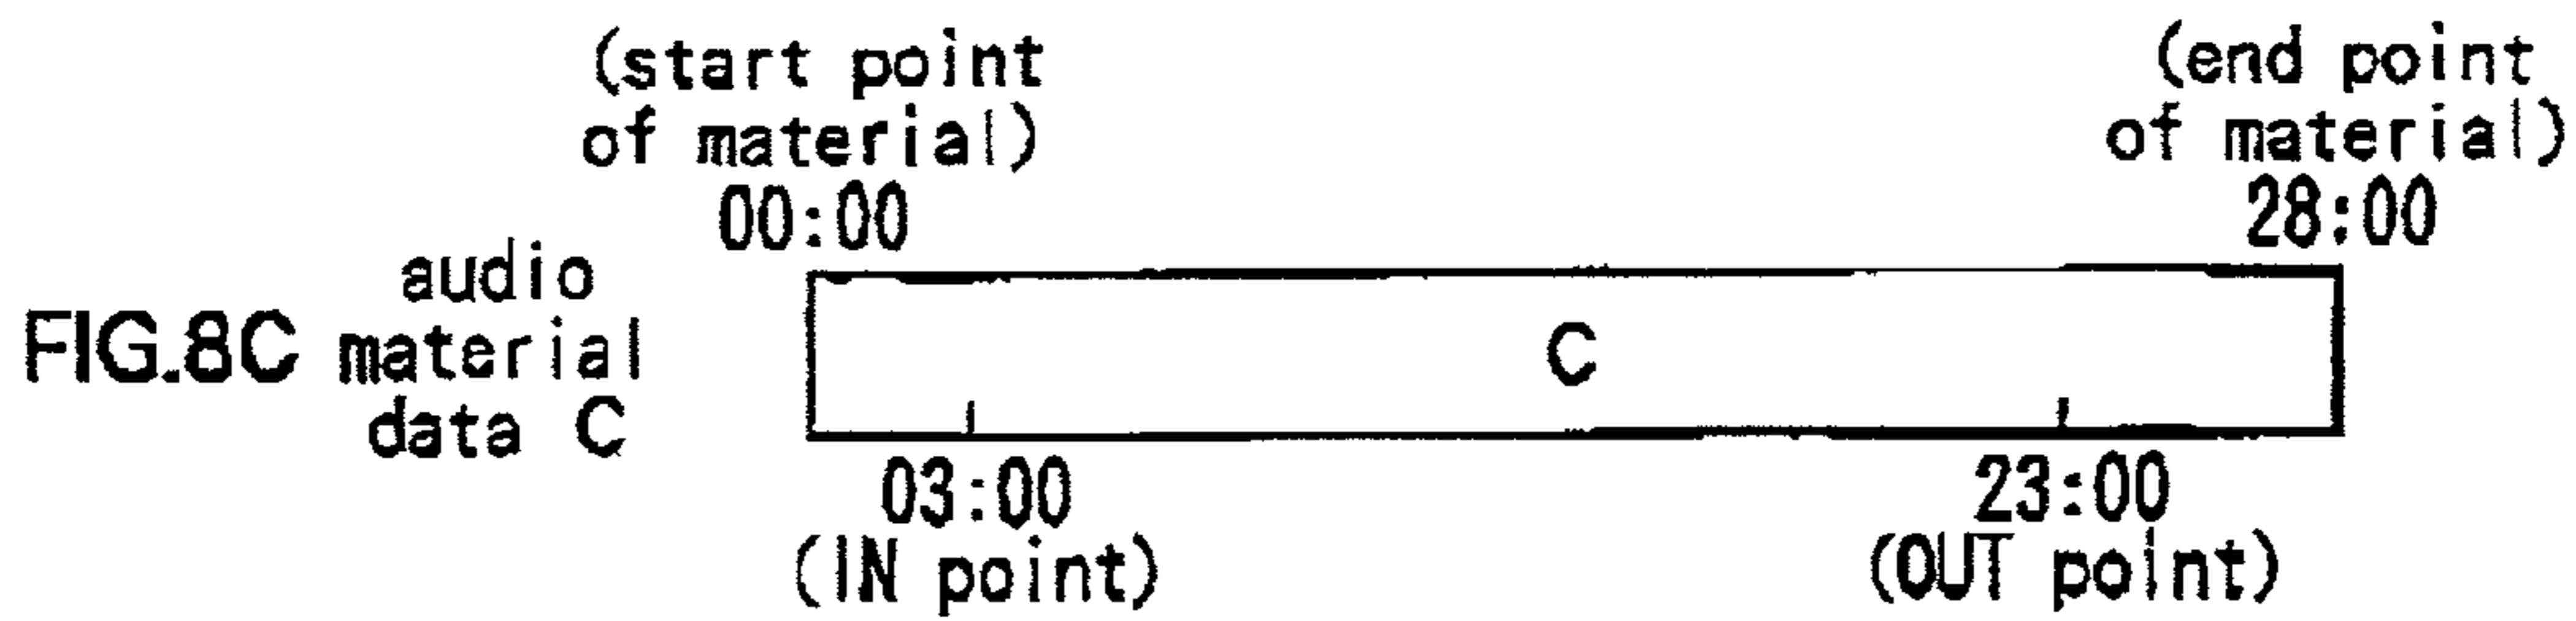 (start point
of material)
00:00
(end point
of material)
28:00
FIG.8C
audio
material
data C
C
03:00
(IN point)
23:00
(OUT point)